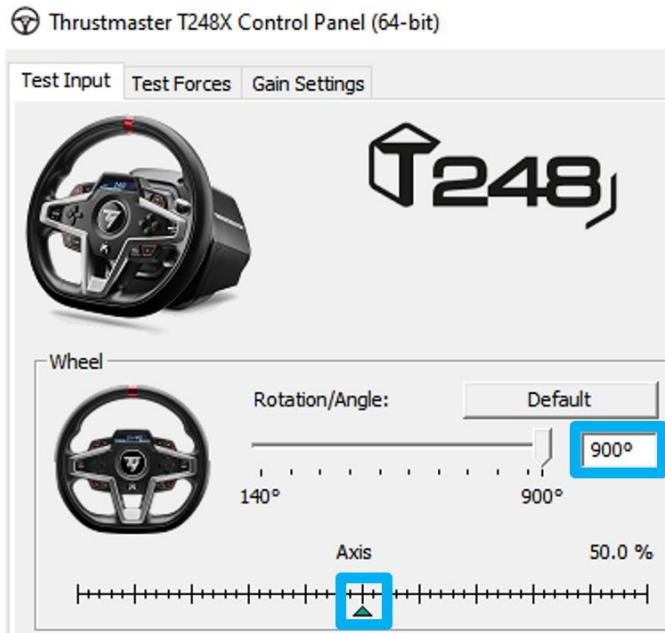 Thrustmaster T248X Control Panel (64-bit)
Test Input Test Forces Gain Settings
T248
Wheel
Rotation/Angle: Default
900°
140° 900°
Axis 50.0 %